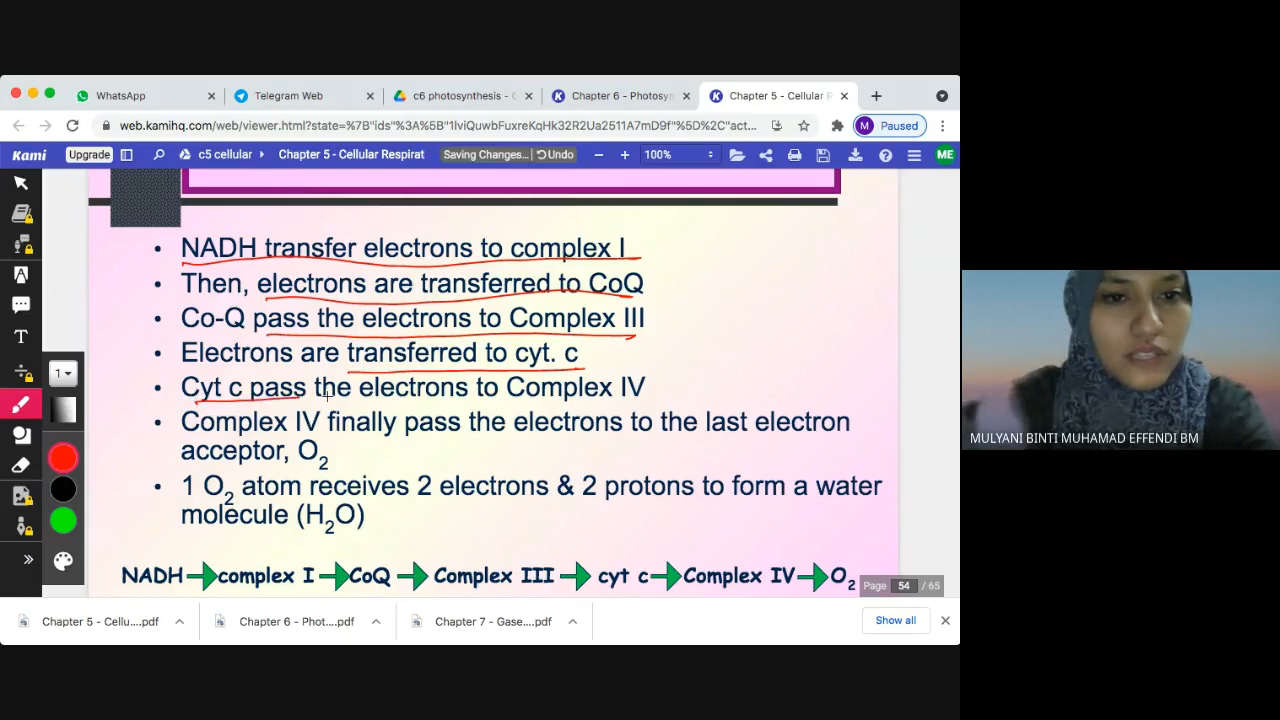 WhatsApp
Telegram Web
c6 photosynthesis - G
Chapter 6 - Photosyn
Chapter 5 - Cellular R
web.kamihq.com/web/viewer.html?state=%7B"ids"%3A%5B"1lviQuwbFuxreKqHk32R2Ua2511A7mD9f"%5D%2C"act...
M Paused
Kami
Upgrade
c5 cellular
Chapter 5 - Cellular Respirat
Saving Changes...
Undo
100%
ME
• NADH transfer electrons to complex I
• Then, electrons are transferred to CoQ
• Co-Q pass the electrons to Complex III
• Electrons are transferred to cyt. c
• Cyt c pass the electrons to Complex IV
• Complex IV finally pass the electrons to the last electron
acceptor, O2
• 1 O2 atom receives 2 electrons & 2 protons to form a water
molecule (H2O)
NADH → complex I → CoQ → Complex III → cyt c → Complex IV → O2
Page 54 / 65
1
T
Chapter 5 - Cellu....pdf
Chapter 6 - Phot....pdf
Chapter 7 - Gase....pdf
Show all
MULYANI BINTI MUHAMAD EFFENDI BM